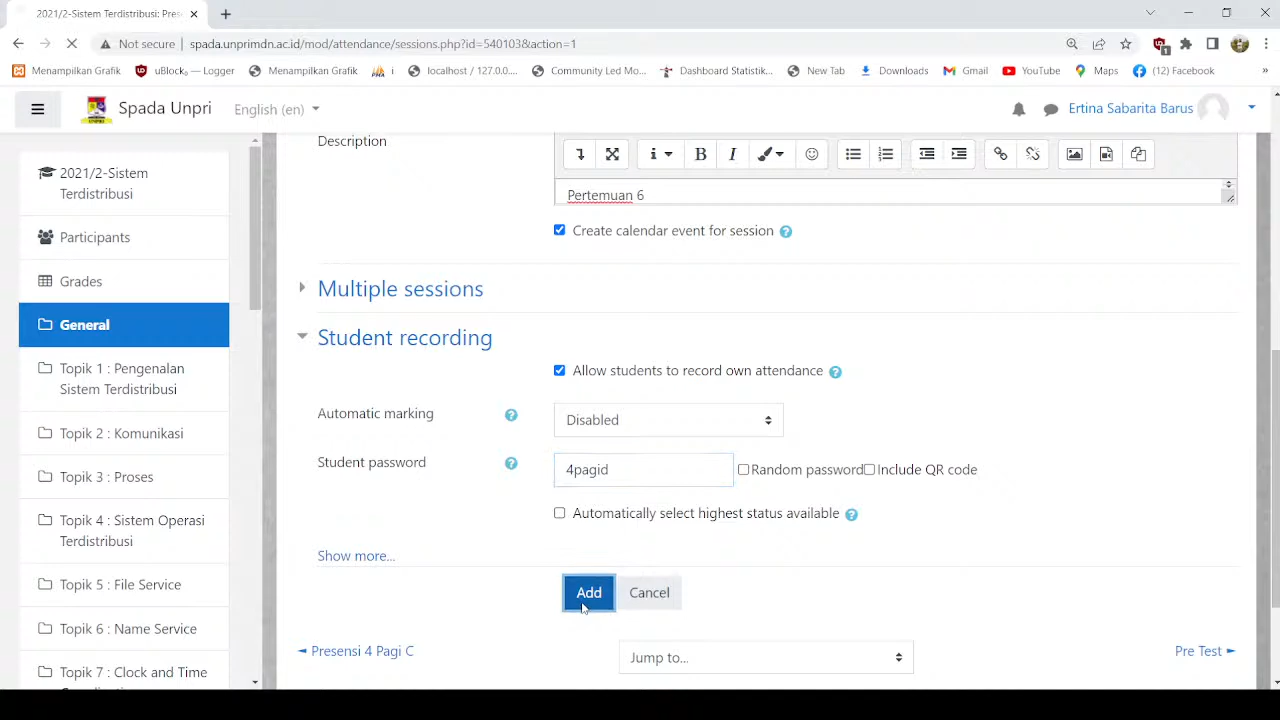 2021/2-Sistem Terdistribusi: Pres
Not secure
spada.unprimdn.ac.id/mod/attendance/sessions.php?id=540103&action=1
1
Menampilkan Grafik
uBlock₀ — Logger
Menampilkan Grafik
PMA
i
localhost / 127.0.0....
Community Led Mo...
Dashboard Statistik...
New Tab
Downloads
Gmail
YouTube
Maps
(12) Facebook
»
Spada Unpri
English (en)
Ertina Sabarita Barus
2021/2-Sistem
Terdistribusi
Participants
Grades
General
Topik 1 : Pengenalan
Sistem Terdistribusi
Topik 2 : Komunikasi
Topik 3 : Proses
Topik 4 : Sistem Operasi
Terdistribusi
Topik 5 : File Service
Topik 6 : Name Service
Topik 7 : Clock and Time
Description
i
B
I
Pertemuan 6
Create calendar event for session
Multiple sessions
Student recording
Allow students to record own attendance
Automatic marking
Disabled
Student password
4pagid
Random password
Include QR code
Automatically select highest status available
Show more...
Add
Cancel
◄ Presensi 4 Pagi C
Jump to...
Pre Test ►